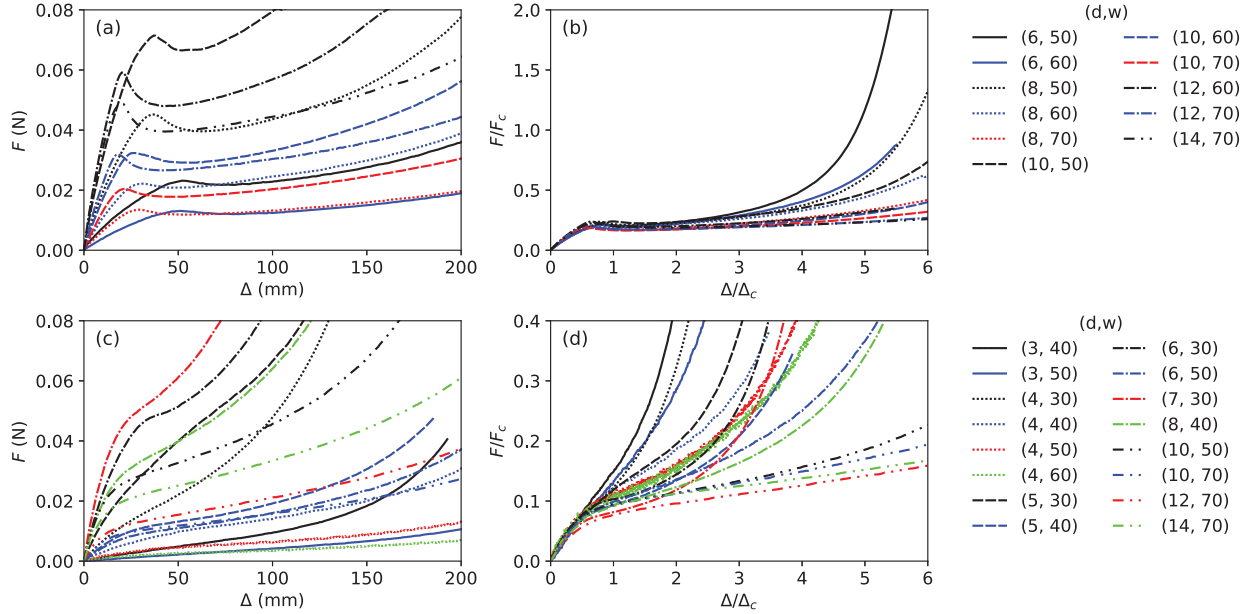 (a)
0.08
0.06
0.04
0.02
0.00
F (N)
0 50 100 150 200
Δ (mm)
(b)
2.0
1.5
1.0
0.5
0.0
F/F_c
0 1 2 3 4 5 6
Δ/Δ_c
(d,w)
(6, 50) (10, 60)
(6, 60) (10, 70)
(8, 50) (12, 60)
(8, 60) (12, 70)
(8, 70) (14, 70)
(10, 50)
(c)
0.08
0.06
0.04
0.02
0.00
F (N)
0 50 100 150 200
Δ (mm)
(d)
0.4
0.3
0.2
0.1
0.0
F/F_c
0 1 2 3 4 5 6
Δ/Δ_c
(d,w)
(3, 40) (6, 30)
(3, 50) (6, 50)
(4, 30) (7, 30)
(4, 40) (8, 40)
(4, 50) (10, 50)
(4, 60) (10, 70)
(5, 30) (12, 70)
(5, 40) (14, 70)